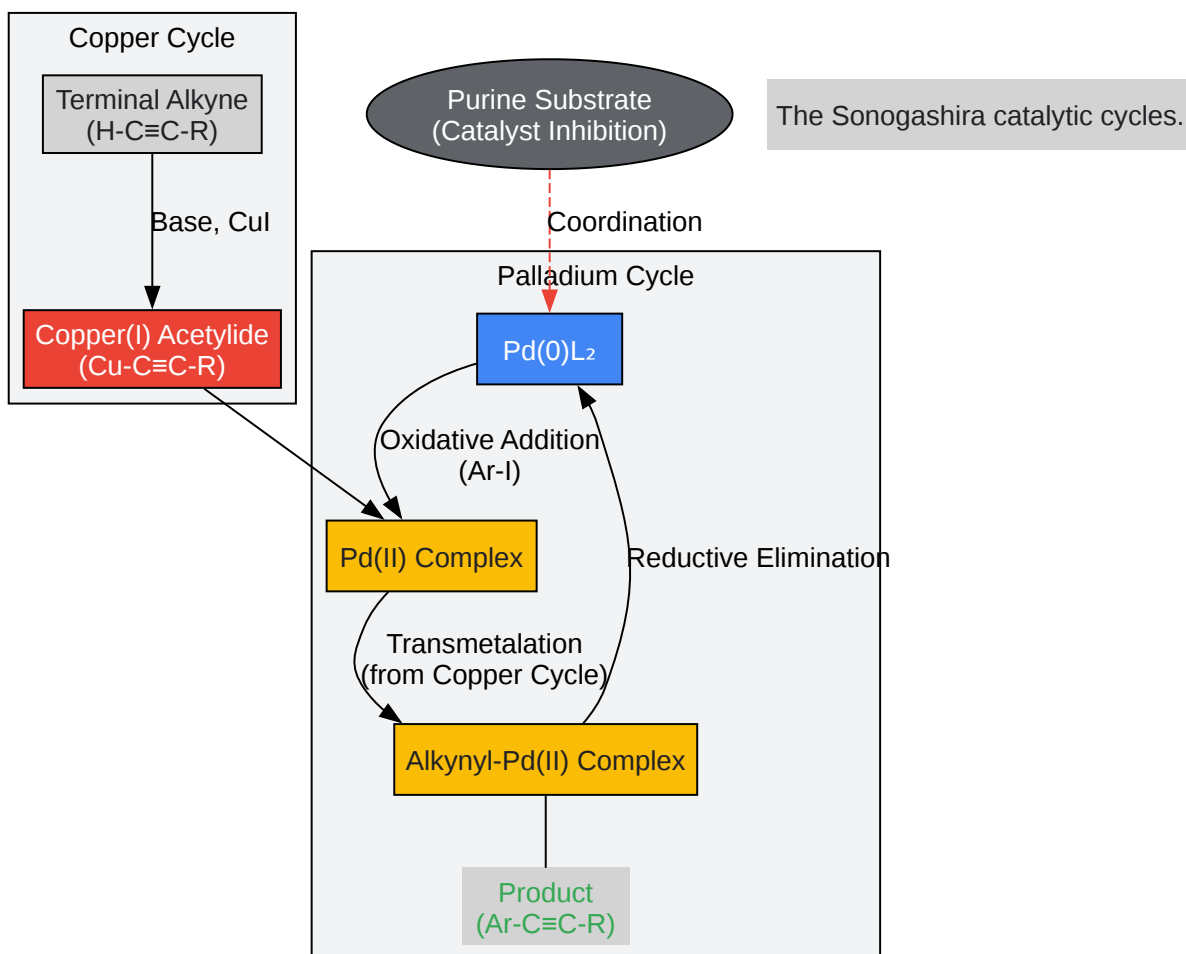 Copper Cycle
Terminal Alkyne
(H-C≡C-R)
Base, CuI
Copper(I) Acetylide
(Cu-C≡C-R)
Purine Substrate
(Catalyst Inhibition)
The Sonogashira catalytic cycles.
Coordination
Palladium Cycle
Pd(0)L₂
Oxidative Addition
(Ar-I)
Pd(II) Complex
Reductive Elimination
Transmetalation
(from Copper Cycle)
Alkynyl-Pd(II) Complex
Product
(Ar-C≡C-R)